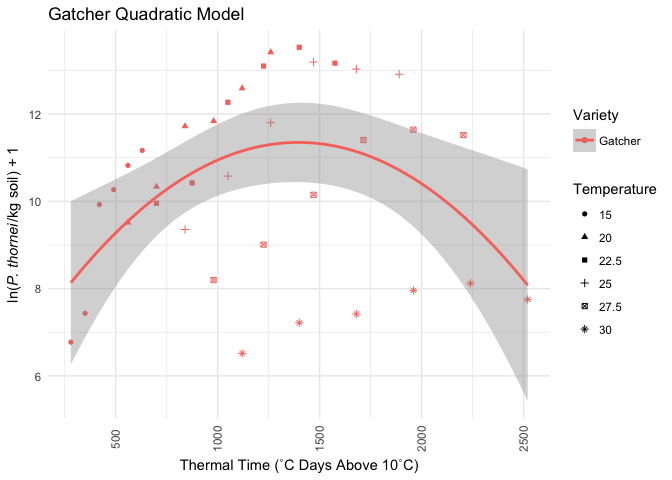 Gatcher Quadratic Model
ln(P. thornei/kg soil) + 1
12
10
8
6
500
1000
1500
2000
2500
Thermal Time (˚C Days Above 10˚C)
Variety
Gatcher
Temperature
15
20
22.5
25
27.5
30